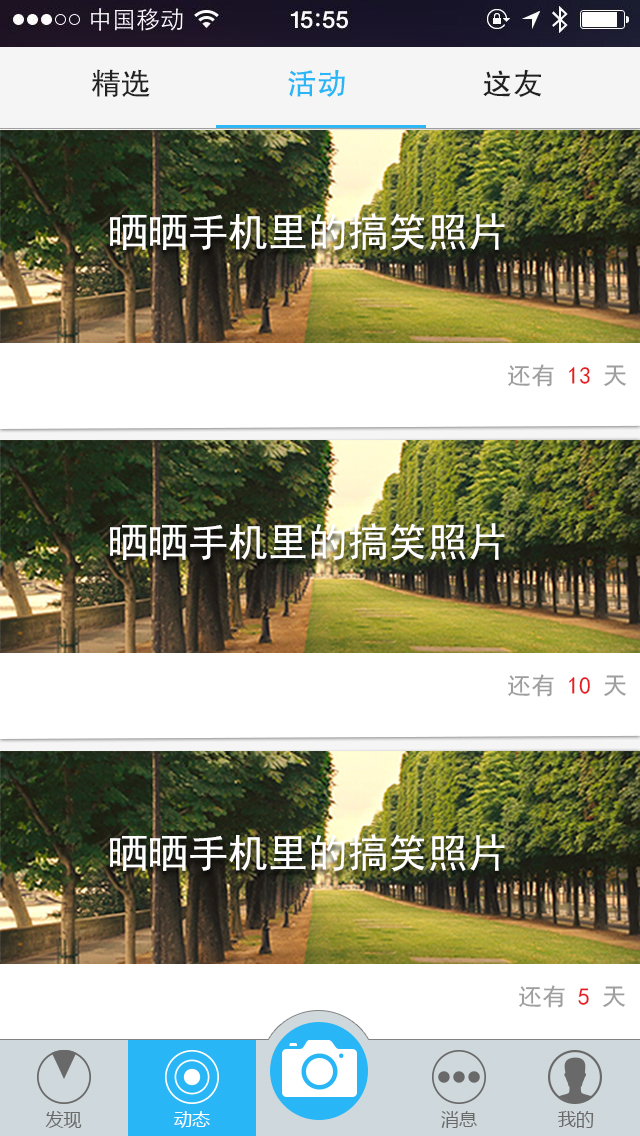 中国移动 15:55
精选 活动 这友
晒晒手机里的搞笑照片
还有 13 天
晒晒手机里的搞笑照片
还有 10 天
晒晒手机里的搞笑照片
还有 5 天
发现 动态 消息 我的